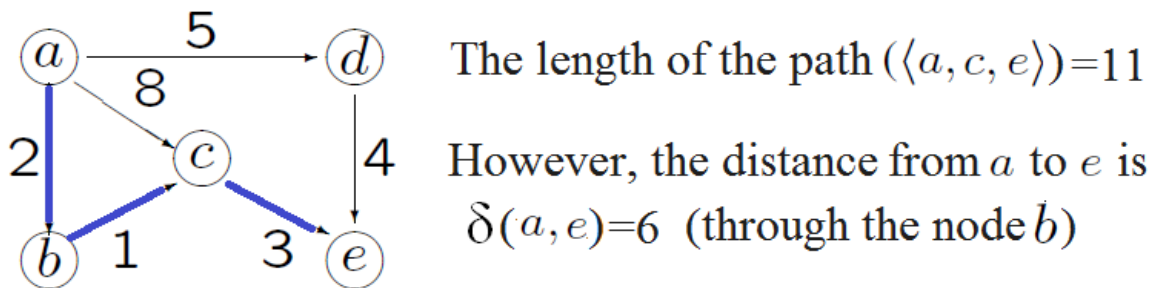 a 5 d
8
2 c 4
b 1 3 e
The length of the path (⟨a, c, e⟩)=11
However, the distance from a to e is
δ(a, e)=6 (through the node b)